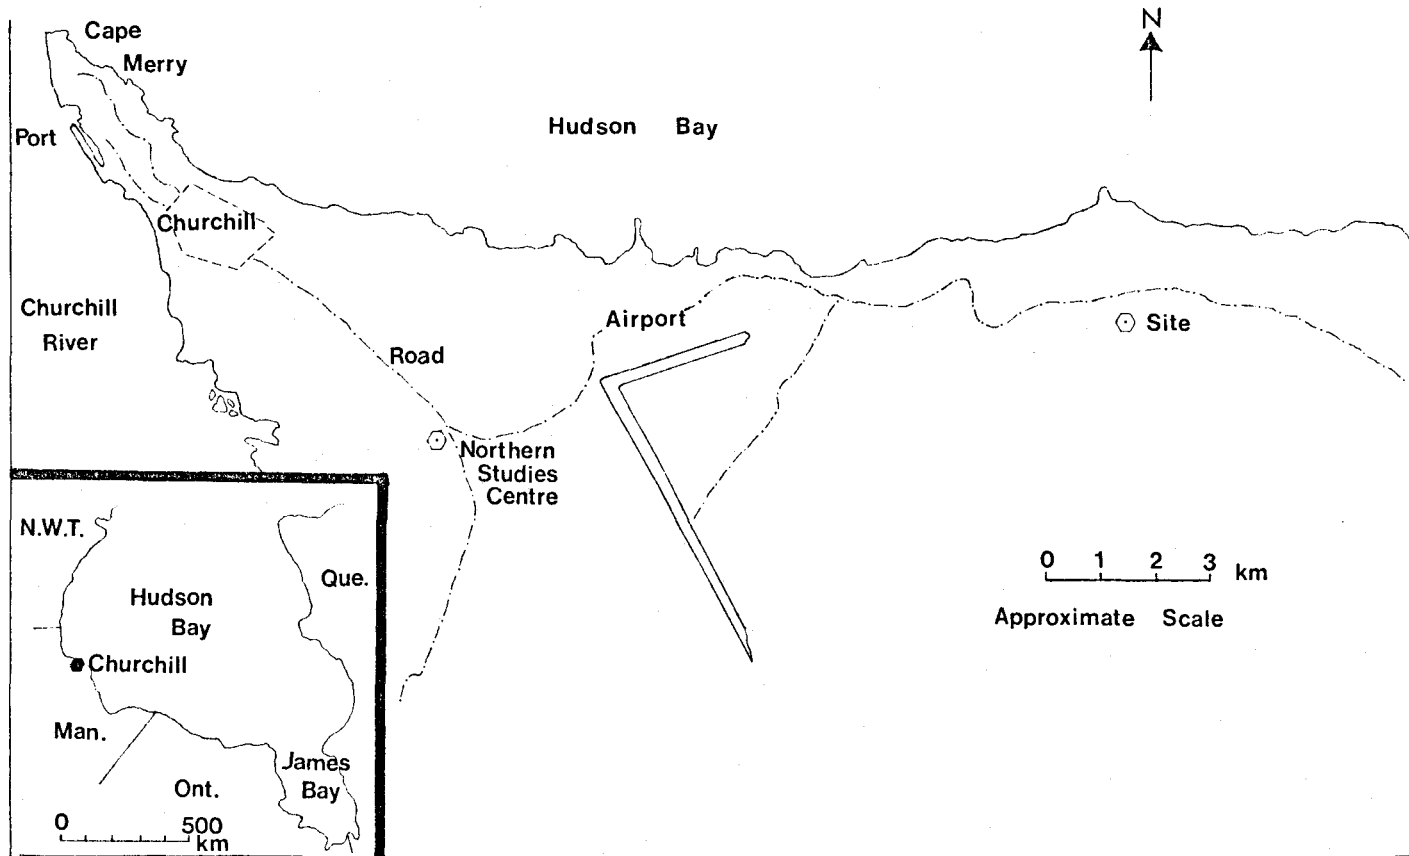 Cape
Merry
N
Port
Hudson Bay
Churchill
Churchill
River
Road
Airport
Site
Northern
Studies
Centre
0 1 2 3 km
Approximate Scale
N.W.T.
Que.
Hudson
Bay
Churchill
Man.
James
Bay
Ont.
0 500
km